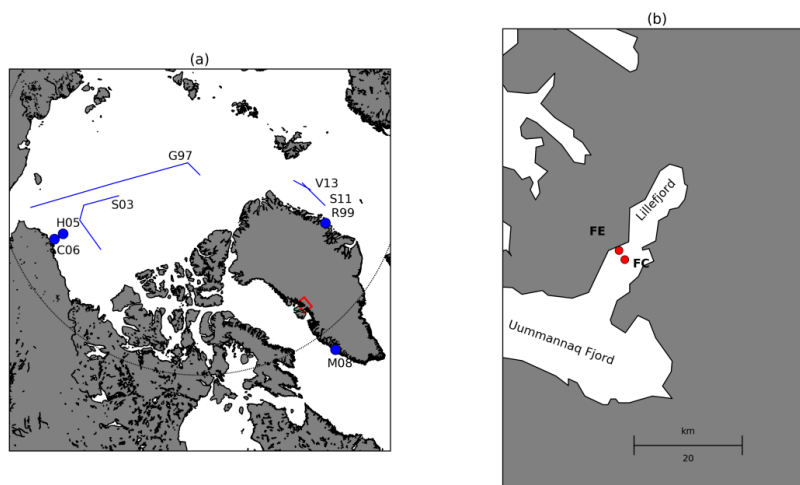 (a)
G97
V13
S11
S03
R99
H05
C06
M08
(b)
Lillefjord
FE
FC
Uummannaq Fjord
km
20